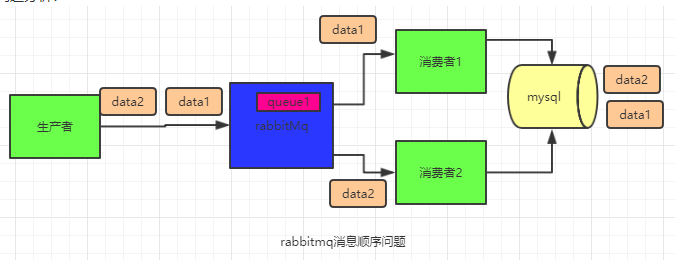 data1
消费者1
data2
data1
queue1
mysql
data2
data1
生产者
rabbitMq
data2
消费者2
rabbitmq消息顺序问题